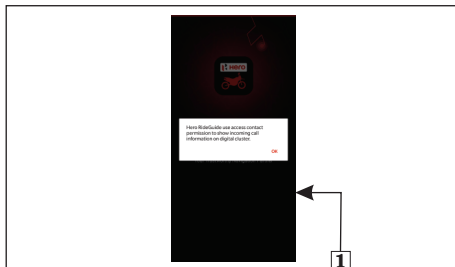 Hero
Hero RideGuide use access contact
permission to show incoming call
information on digital cluster.
OK
1